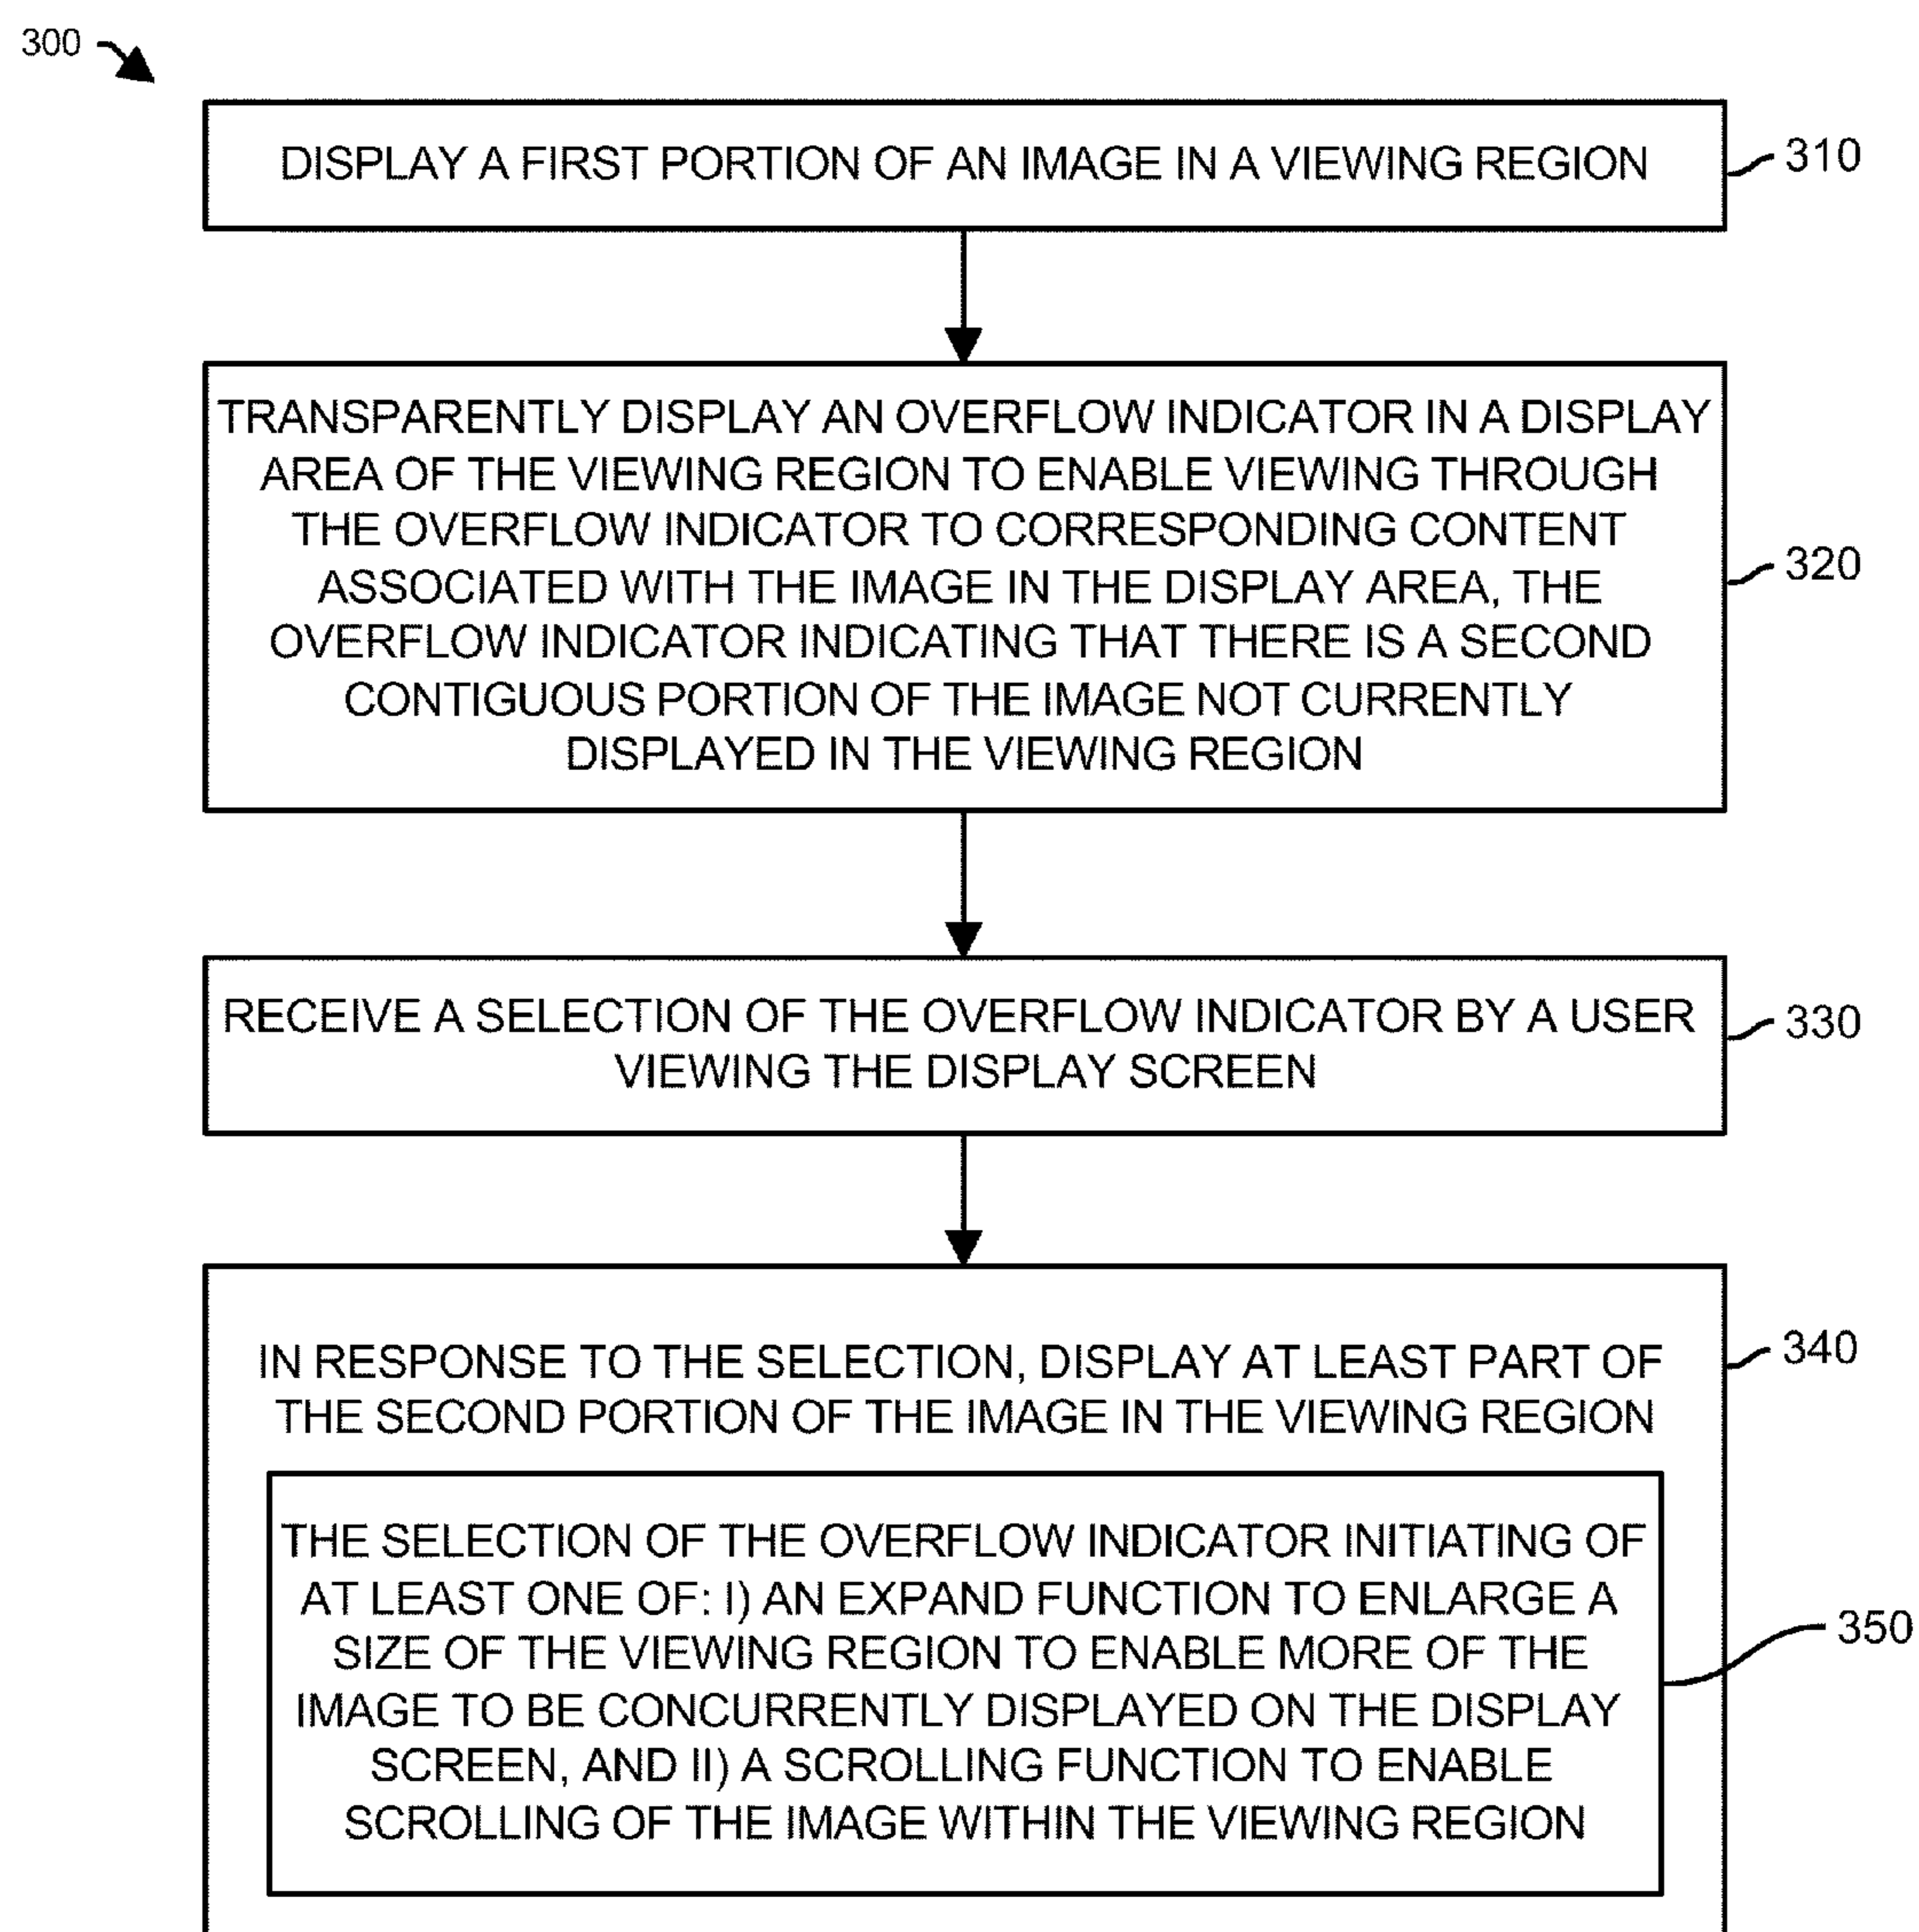 300
DISPLAY A FIRST PORTION OF AN IMAGE IN A VIEWING REGION
310
TRANSPARENTLY DISPLAY AN OVERFLOW INDICATOR IN A DISPLAY
AREA OF THE VIEWING REGION TO ENABLE VIEWING THROUGH
THE OVERFLOW INDICATOR TO CORRESPONDING CONTENT
ASSOCIATED WITH THE IMAGE IN THE DISPLAY AREA, THE
OVERFLOW INDICATOR INDICATING THAT THERE IS A SECOND
CONTIGUOUS PORTION OF THE IMAGE NOT CURRENTLY
DISPLAYED IN THE VIEWING REGION
320
RECEIVE A SELECTION OF THE OVERFLOW INDICATOR BY A USER
VIEWING THE DISPLAY SCREEN
330
IN RESPONSE TO THE SELECTION, DISPLAY AT LEAST PART OF
THE SECOND PORTION OF THE IMAGE IN THE VIEWING REGION
340
THE SELECTION OF THE OVERFLOW INDICATOR INITIATING OF
AT LEAST ONE OF: I) AN EXPAND FUNCTION TO ENLARGE A
SIZE OF THE VIEWING REGION TO ENABLE MORE OF THE
IMAGE TO BE CONCURRENTLY DISPLAYED ON THE DISPLAY
SCREEN, AND II) A SCROLLING FUNCTION TO ENABLE
SCROLLING OF THE IMAGE WITHIN THE VIEWING REGION
350